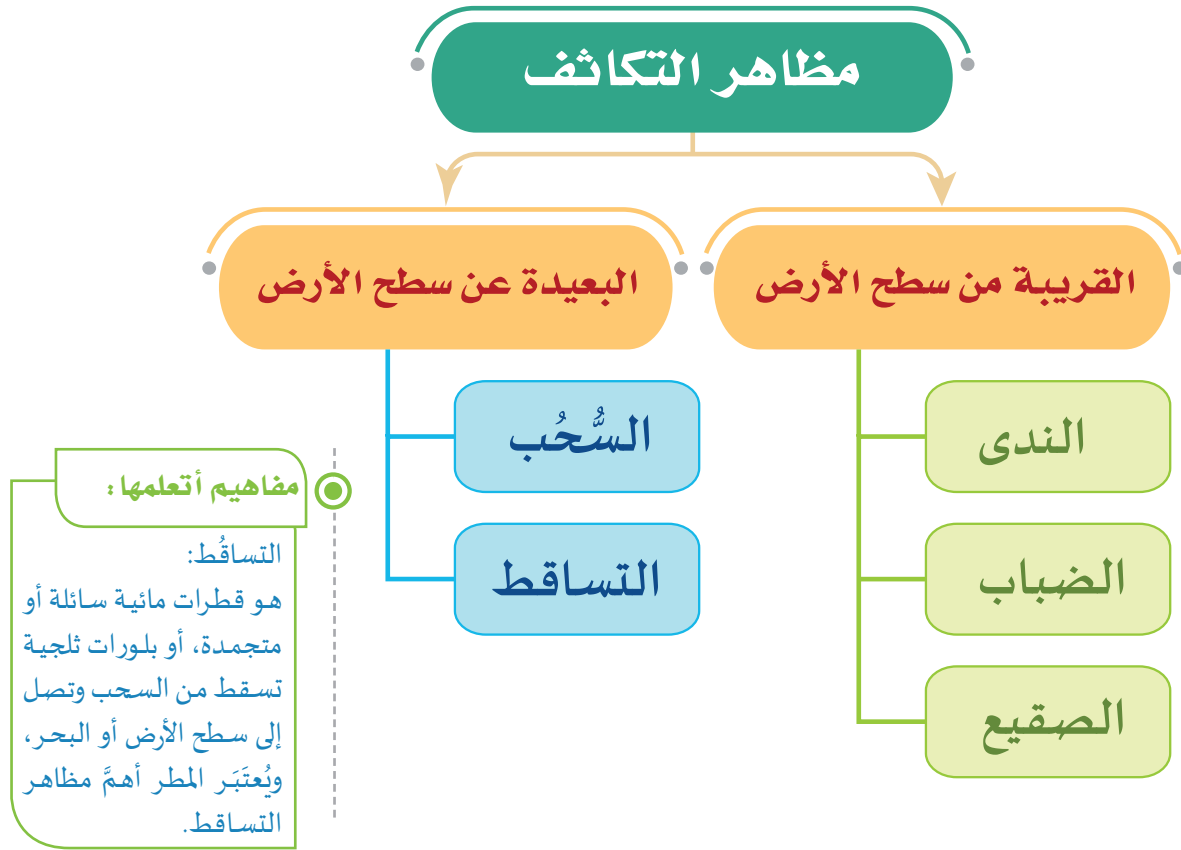 مظاهر التكاثف
القريبة من سطح الأرض
البعيدة عن سطح الأرض
الندى
الضباب
الصقيع
السُّحُب
التساقط
مفاهيم أتعلمها:
التساقُط:
هو قطرات مائية سائلة أو
متجمدة، أو بلورات ثلجية
تسقط من السحب وتصل
إلى سطح الأرض أو البحر،
ويُعتَبَر المطر أهمَّ مظاهر
التساقط.